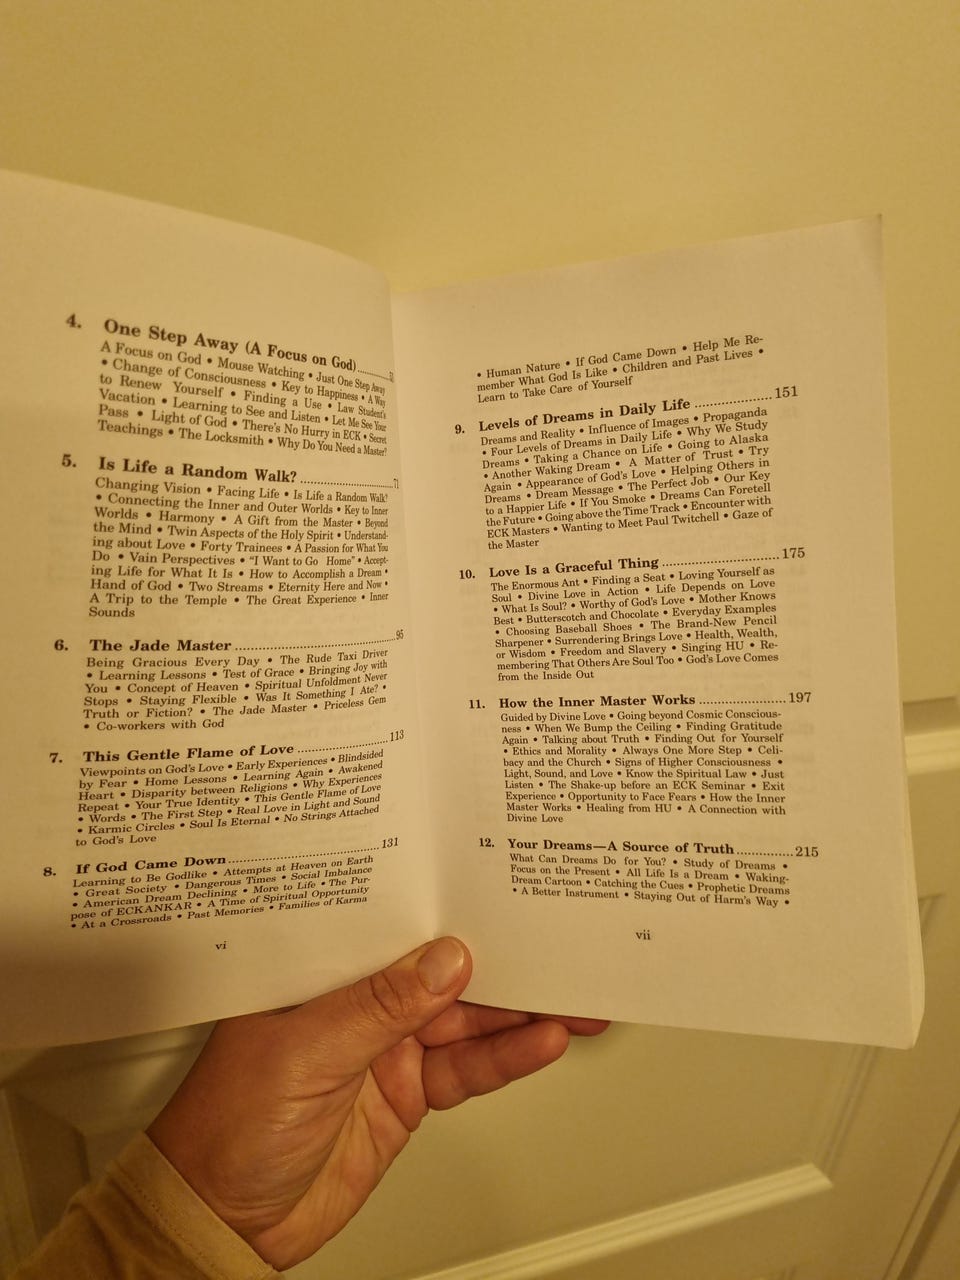 4. One Step Away (A Focus on God)..........51
A Focus on God • Mouse Watching • Just One Step Away
• Change of Consciousness • Key to Happiness • A Way
to Renew Yourself • Finding a Use • Law Student's
Vacation • Learning to See and Listen • Let Me See Your
Pass • Light of God • There's No Hurry in ECK • Secret
Teachings • The Locksmith • Why Do You Need a Master?
5. Is Life a Random Walk? ..............................71
Changing Vision • Facing Life • Is Life a Random Walk?
• Connecting the Inner and Outer Worlds • Key to Inner
Worlds • Harmony • A Gift from the Master • Beyond
the Mind • Twin Aspects of the Holy Spirit • Understand-
ing about Love • Forty Trainees • A Passion for What You
Do • Vain Perspectives • "I Want to Go Home" • Accept-
ing Life for What It Is • How to Accomplish a Dream •
Hand of God • Two Streams • Eternity Here and Now •
A Trip to the Temple • The Great Experience • Inner
Sounds
6. The Jade Master ..........................................95
Being Gracious Every Day • The Rude Taxi Driver
• Learning Lessons • Test of Grace • Bringing Joy with
You • Concept of Heaven • Spiritual Unfoldment Never
Stops • Staying Flexible • Was It Something I Ate? •
Truth or Fiction? • The Jade Master • Priceless Gem
• Co-workers with God
7. This Gentle Flame of Love ......................113
Viewpoints on God's Love • Early Experiences • Blindsided
by Fear • Home Lessons • Learning Again • Awakened
Heart • Disparity between Religions • Why Experiences
Repeat • Your True Identity • This Gentle Flame of Love
• Words • The First Step • Real Love in Light and Sound
• Karmic Circles • Soul Is Eternal • No Strings Attached
to God's Love
8. If God Came Down ....................................131
Learning to Be Godlike • Attempts at Heaven on Earth
• Great Society • Dangerous Times • Social Imbalance
• American Dream Declining • More to Life • The Pur-
pose of ECKANKAR • A Time of Spiritual Opportunity
• At a Crossroads • Past Memories • Families of Karma
vi
• Human Nature • If God Came Down • Help Me Re-
member What God Is Like • Children and Past Lives •
Learn to Take Care of Yourself
9. Levels of Dreams in Daily Life ..................151
Dreams and Reality • Influence of Images • Propaganda
• Four Levels of Dreams in Daily Life • Why We Study
Dreams • Taking a Chance on Life • Going to Alaska
• Another Waking Dream • A Matter of Trust • Try
Again • Appearance of God's Love • Helping Others in
Dreams • Dream Message • The Perfect Job • Our Key
to a Happier Life • If You Smoke • Dreams Can Foretell
the Future • Going above the Time Track • Encounter with
ECK Masters • Wanting to Meet Paul Twitchell • Gaze of
the Master
10. Love Is a Graceful Thing ..........................175
The Enormous Ant • Finding a Seat • Loving Yourself as
Soul • Divine Love in Action • Life Depends on Love
• What Is Soul? • Worthy of God's Love • Mother Knows
Best • Butterscotch and Chocolate • Everyday Examples
• Choosing Baseball Shoes • The Brand-New Pencil
Sharpener • Surrendering Brings Love • Health, Wealth,
or Wisdom • Freedom and Slavery • Singing HU • Re-
membering That Others Are Soul Too • God's Love Comes
from the Inside Out
11. How the Inner Master Works ....................197
Guided by Divine Love • Going beyond Cosmic Conscious-
ness • When We Bump the Ceiling • Finding Gratitude
Again • Talking about Truth • Finding Out for Yourself
• Ethics and Morality • Always One More Step • Celi-
bacy and the Church • Signs of Higher Consciousness •
Light, Sound, and Love • Know the Spiritual Law • Just
Listen • The Shake-up before an ECK Seminar • Exit
Experience • Opportunity to Face Fears • How the Inner
Master Works • Healing from HU • A Connection with
Divine Love
12. Your Dreams—A Source of Truth..............215
What Can Dreams Do for You? • Study of Dreams •
Focus on the Present • All Life Is a Dream • Waking-
Dream Cartoon • Catching the Cues • Prophetic Dreams
• A Better Instrument • Staying Out of Harm's Way •
vii